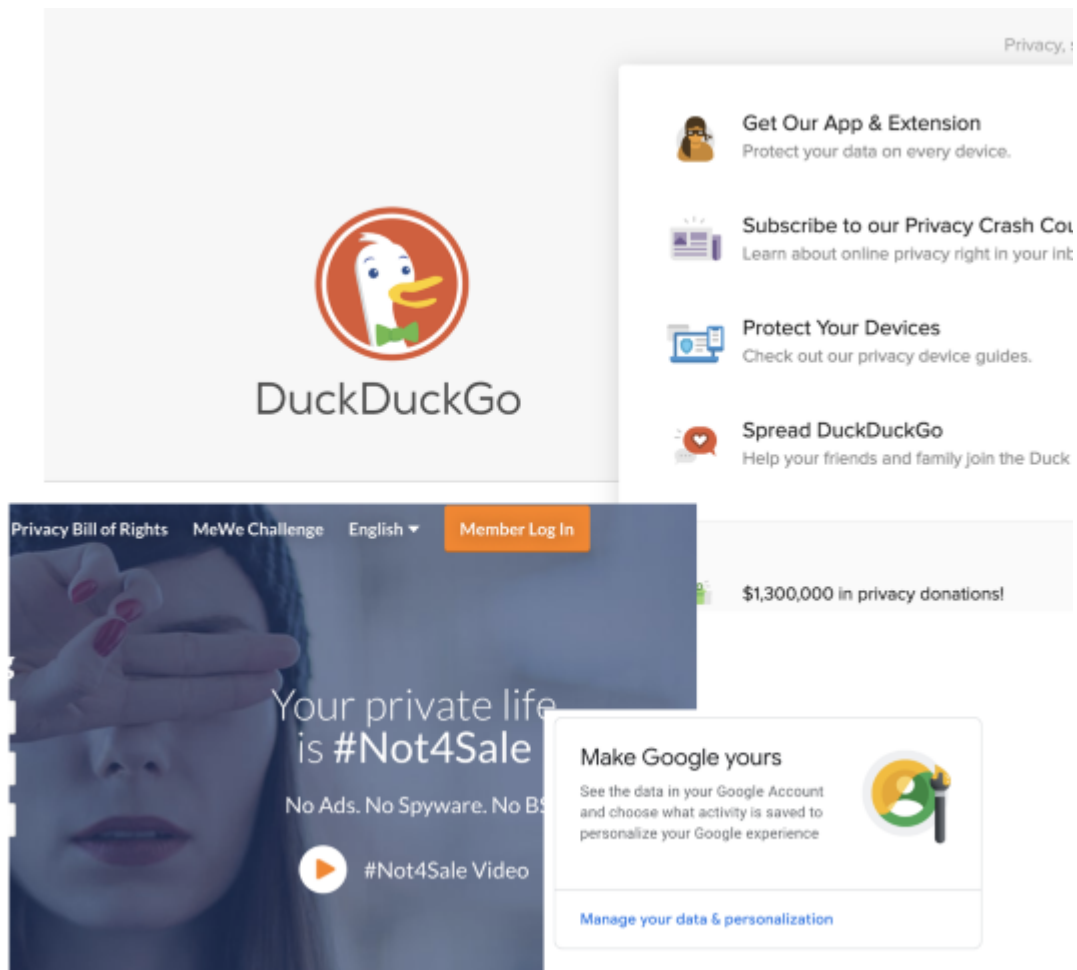 Privacy,
Get Our App & Extension
Protect your data on every device.
Subscribe to our Privacy Crash
Learn about online privacy right in your
Protect Your Devices
Check out our privacy device guides.
DuckDuckGo
Spread DuckDuckGo
Help your friends and family join the Duck
$1,300,000 in privacy donations!
Privacy Bill of Rights MeWe Challenge English Member Log In
Your private life
is #Not4Sale
No Ads. No Spyware. No BS
#Not4Sale Video
Make Google yours
See the data in your Google Account
and choose what activity is saved to
personalize your Google experience
Manage your data & personalization